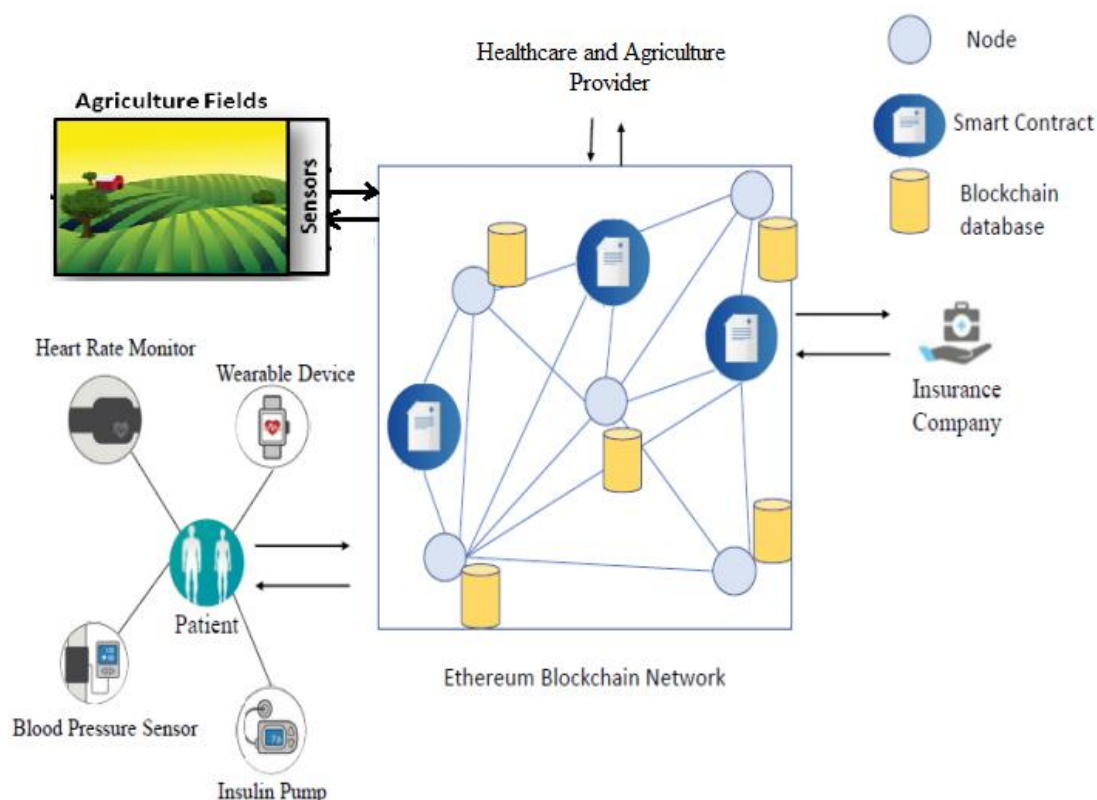 Healthcare and Agriculture
Provider
Node
Smart Contract
Blockchain
database
Agriculture Fields
Sensors
Heart Rate Monitor
Wearable Device
Patient
Blood Pressure Sensor
Insulin Pump
Insurance
Company
Ethereum Blockchain Network